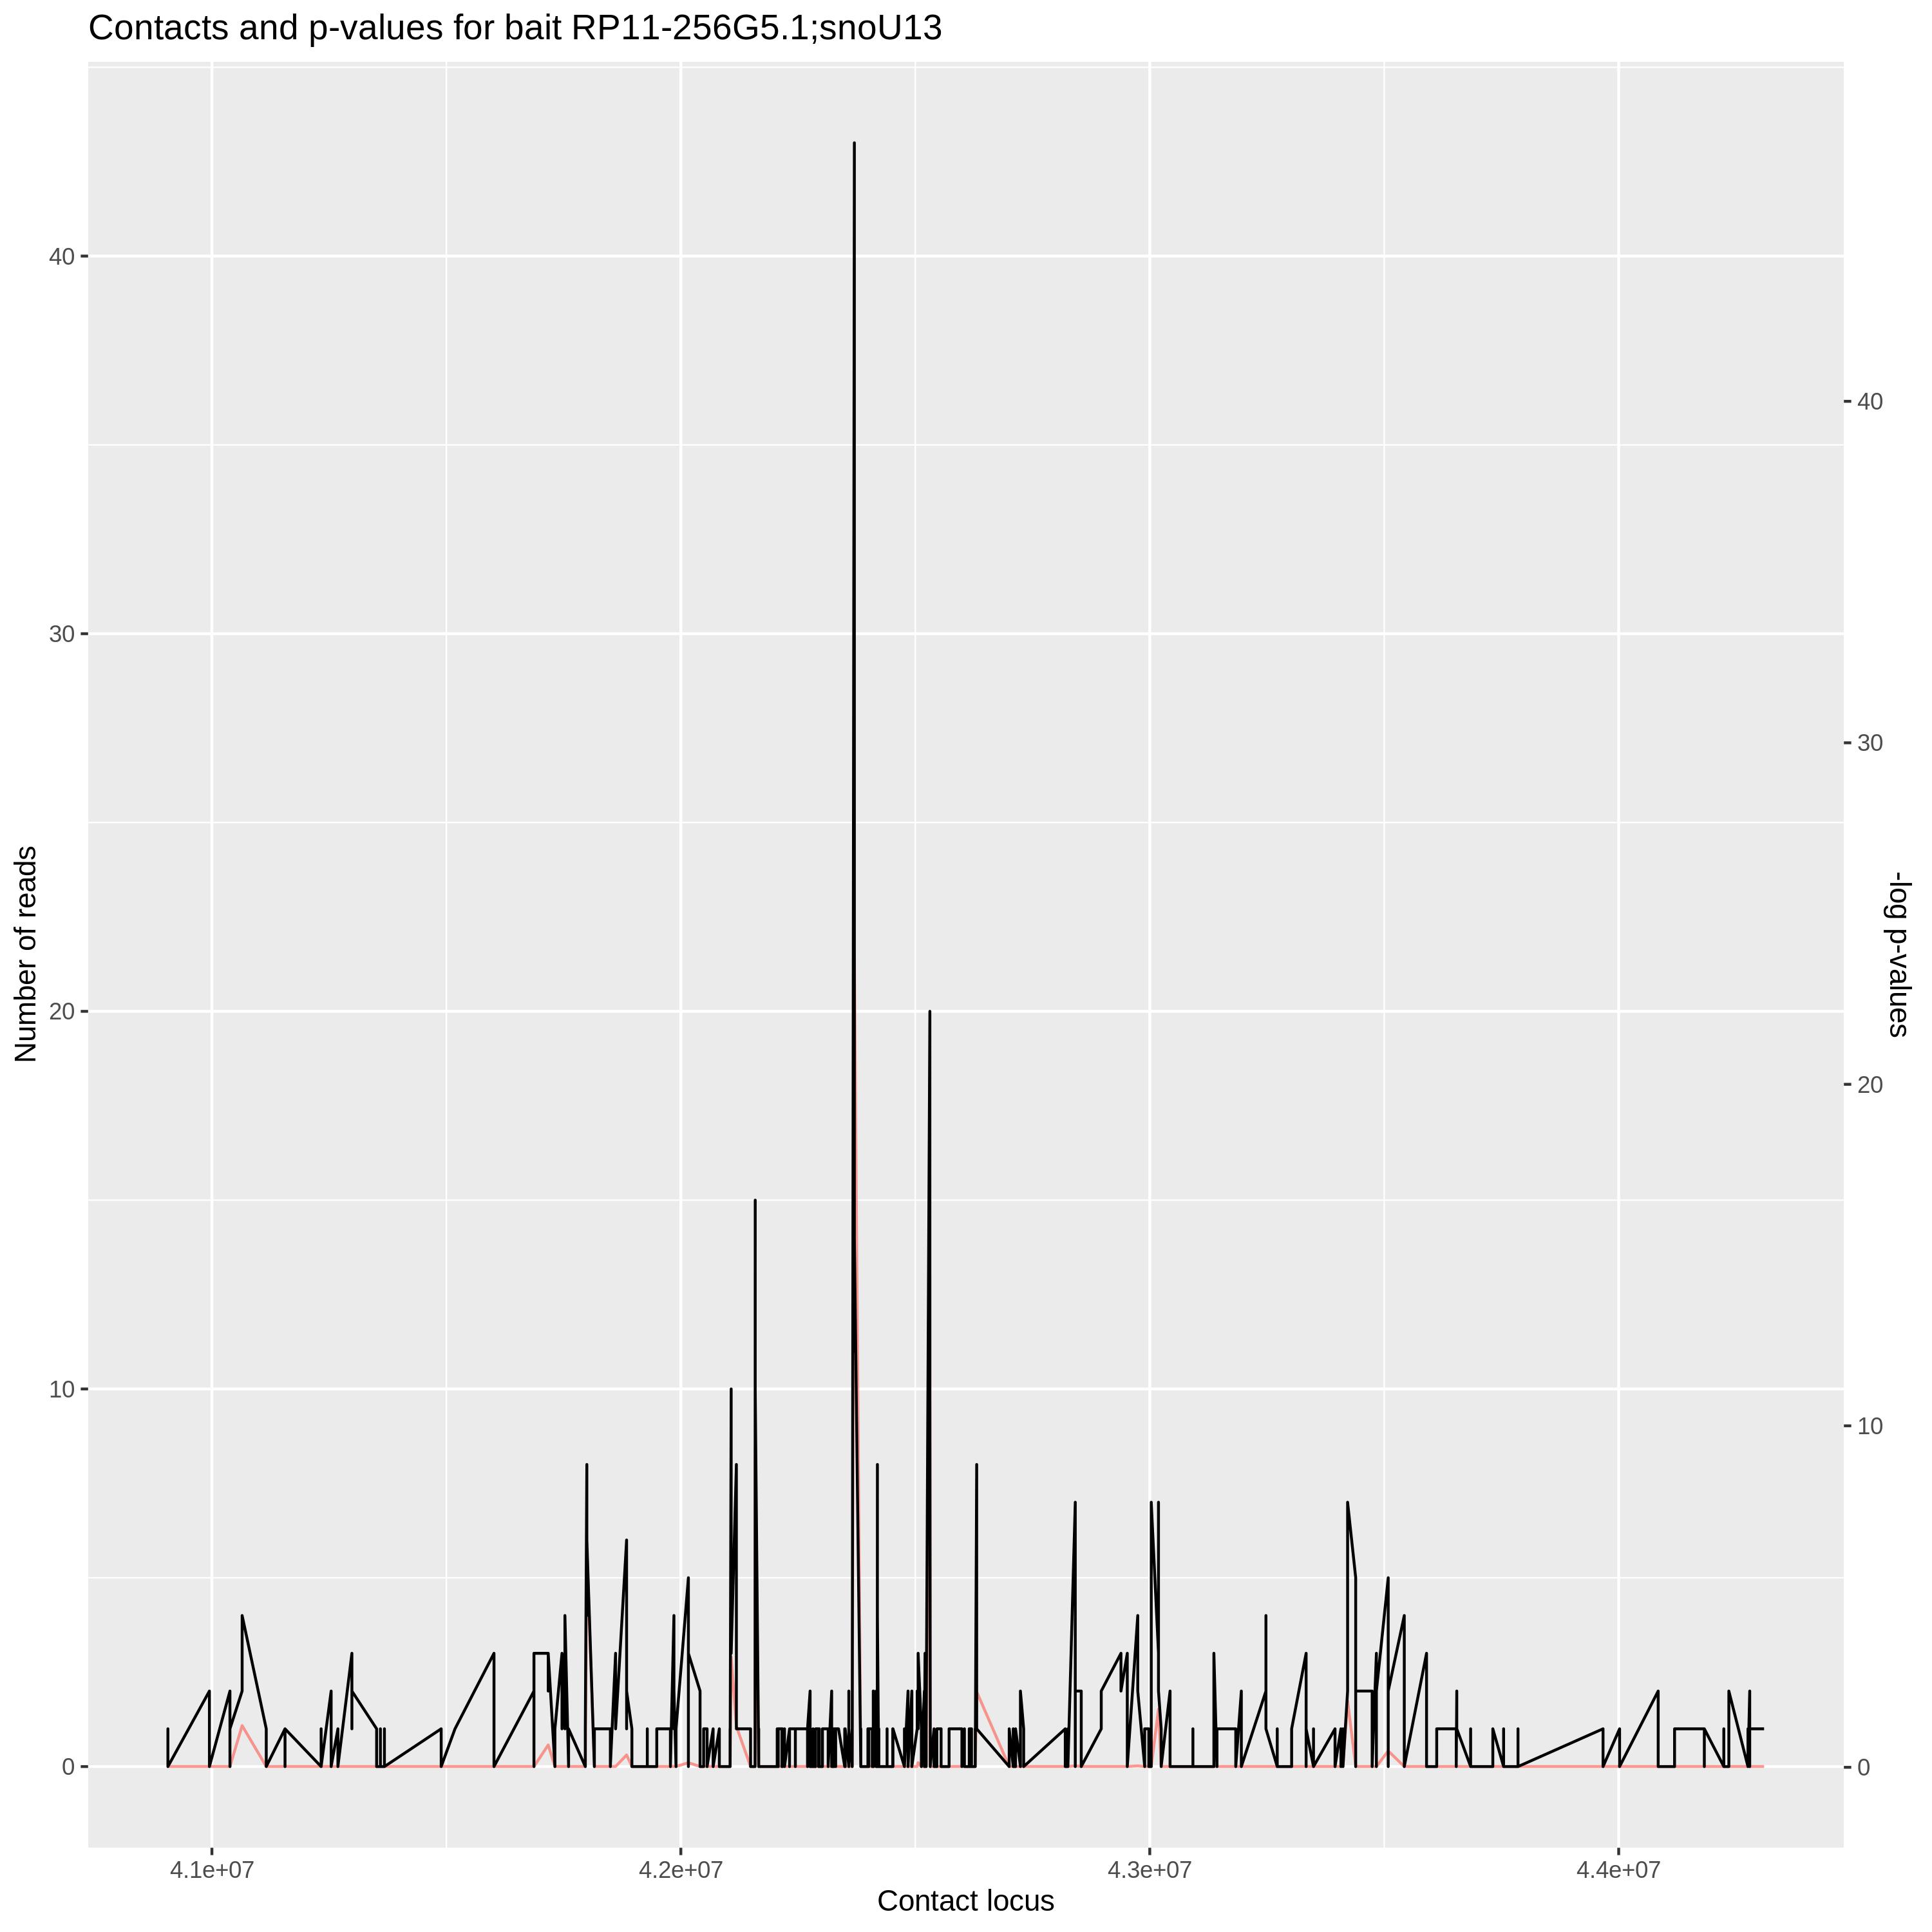 Contacts and p-values for bait RP11-256G5.1;snoU13
40
30
20
10
0
Number of reads
40
30
20
10
0
-log p-values
4.1e+07
4.2e+07
4.3e+07
4.4e+07
Contact locus